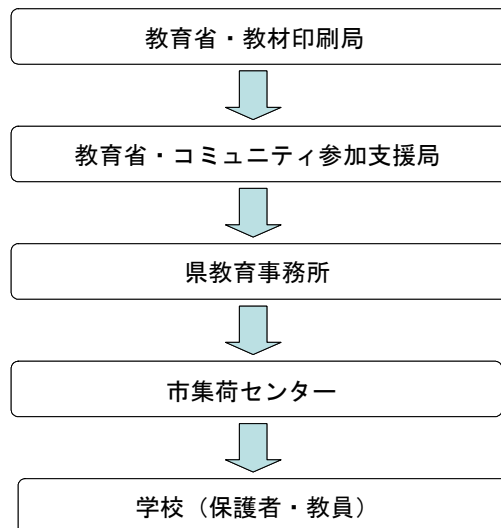 教育省・教材印刷局
教育省・コミュニティ参加支援局
県教育事務所
市集荷センター
学校（保護者・教員）